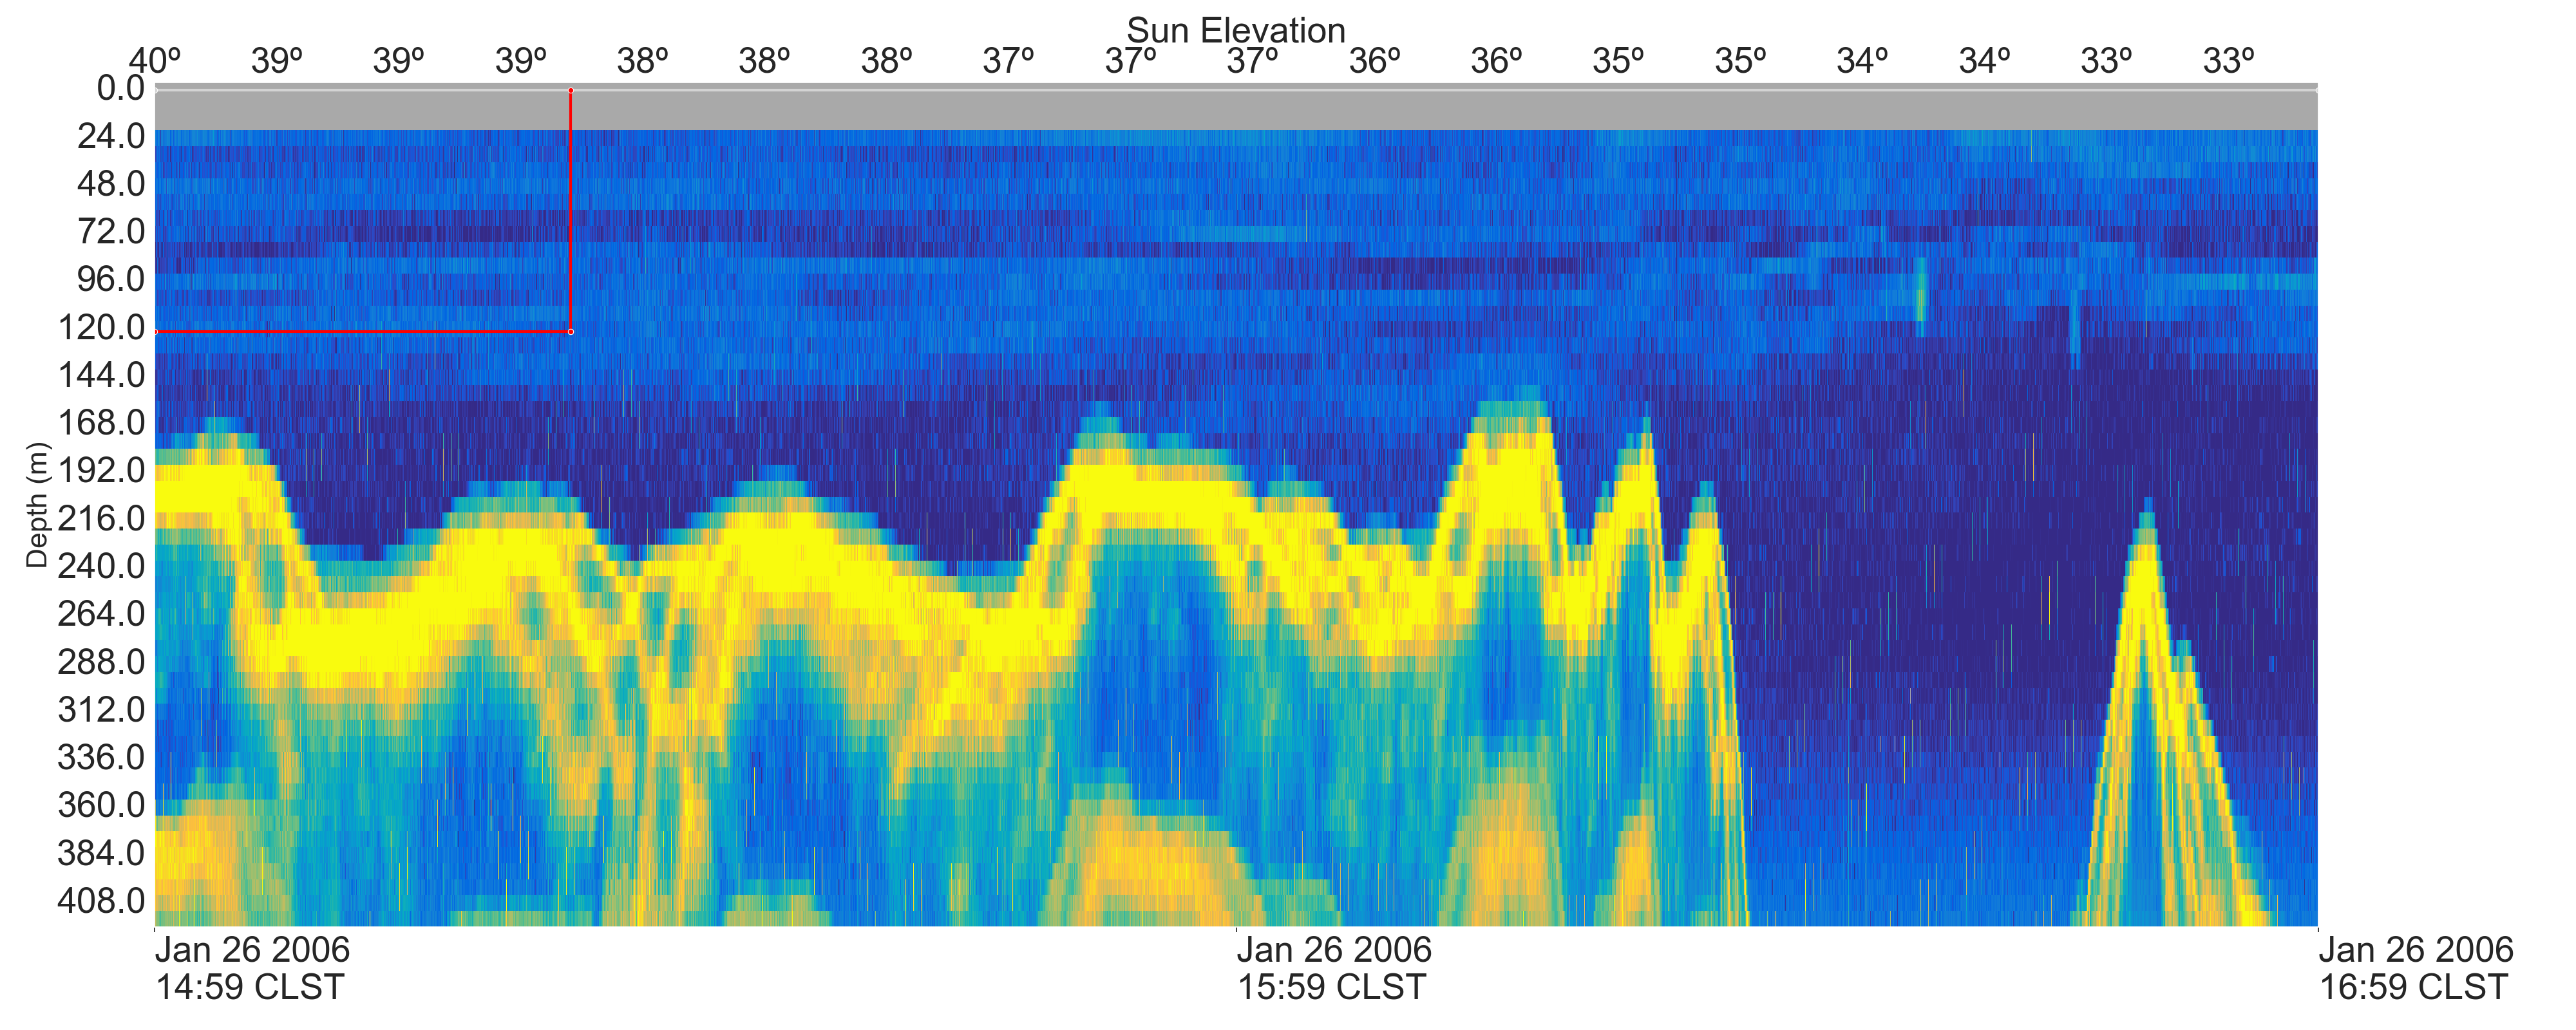 Sun Elevation
40º 39º 39º 39º 38º 38º 38º 37º 37º 37º 36º 36º 35º 35º 34º 34º 33º 33º
0.0
24.0
48.0
72.0
96.0
120.0
144.0
168.0
192.0
216.0
240.0
264.0
288.0
312.0
336.0
360.0
384.0
408.0
Depth (m)
Jan 26 2006
14:59 CLST
Jan 26 2006
15:59 CLST
Jan 26 2006
16:59 CLST